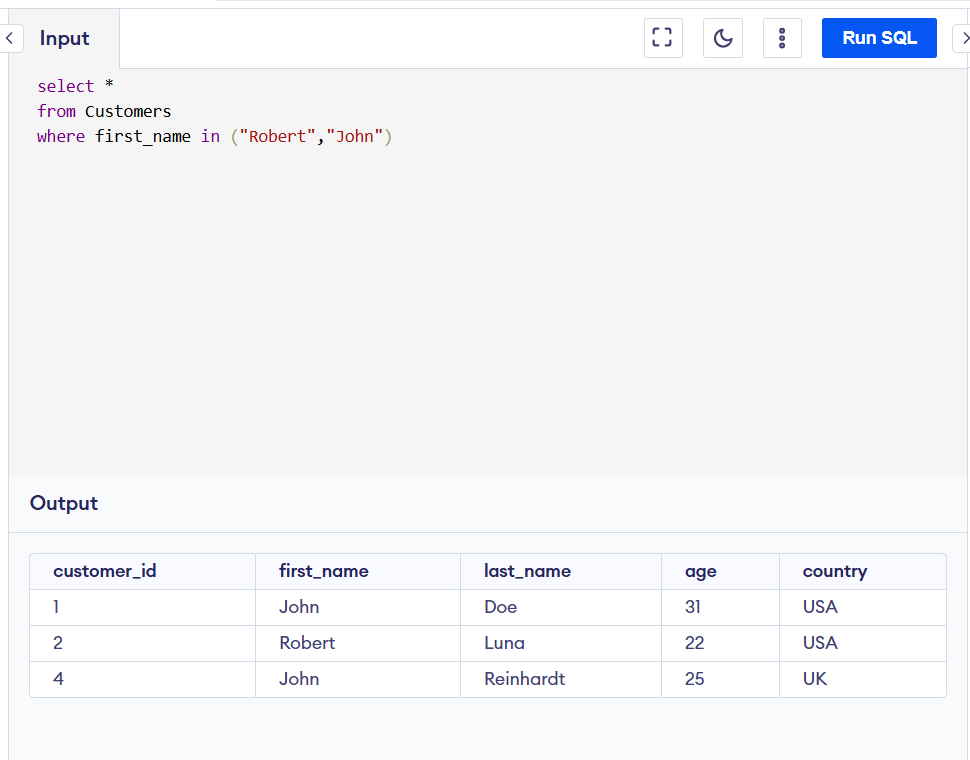 Input
Run SQL
select *
from Customers
where first_name in ("Robert","John")
Output
customer_id first_name last_name age country
1 John Doe 31 USA
2 Robert Luna 22 USA
4 John Reinhardt 25 UK